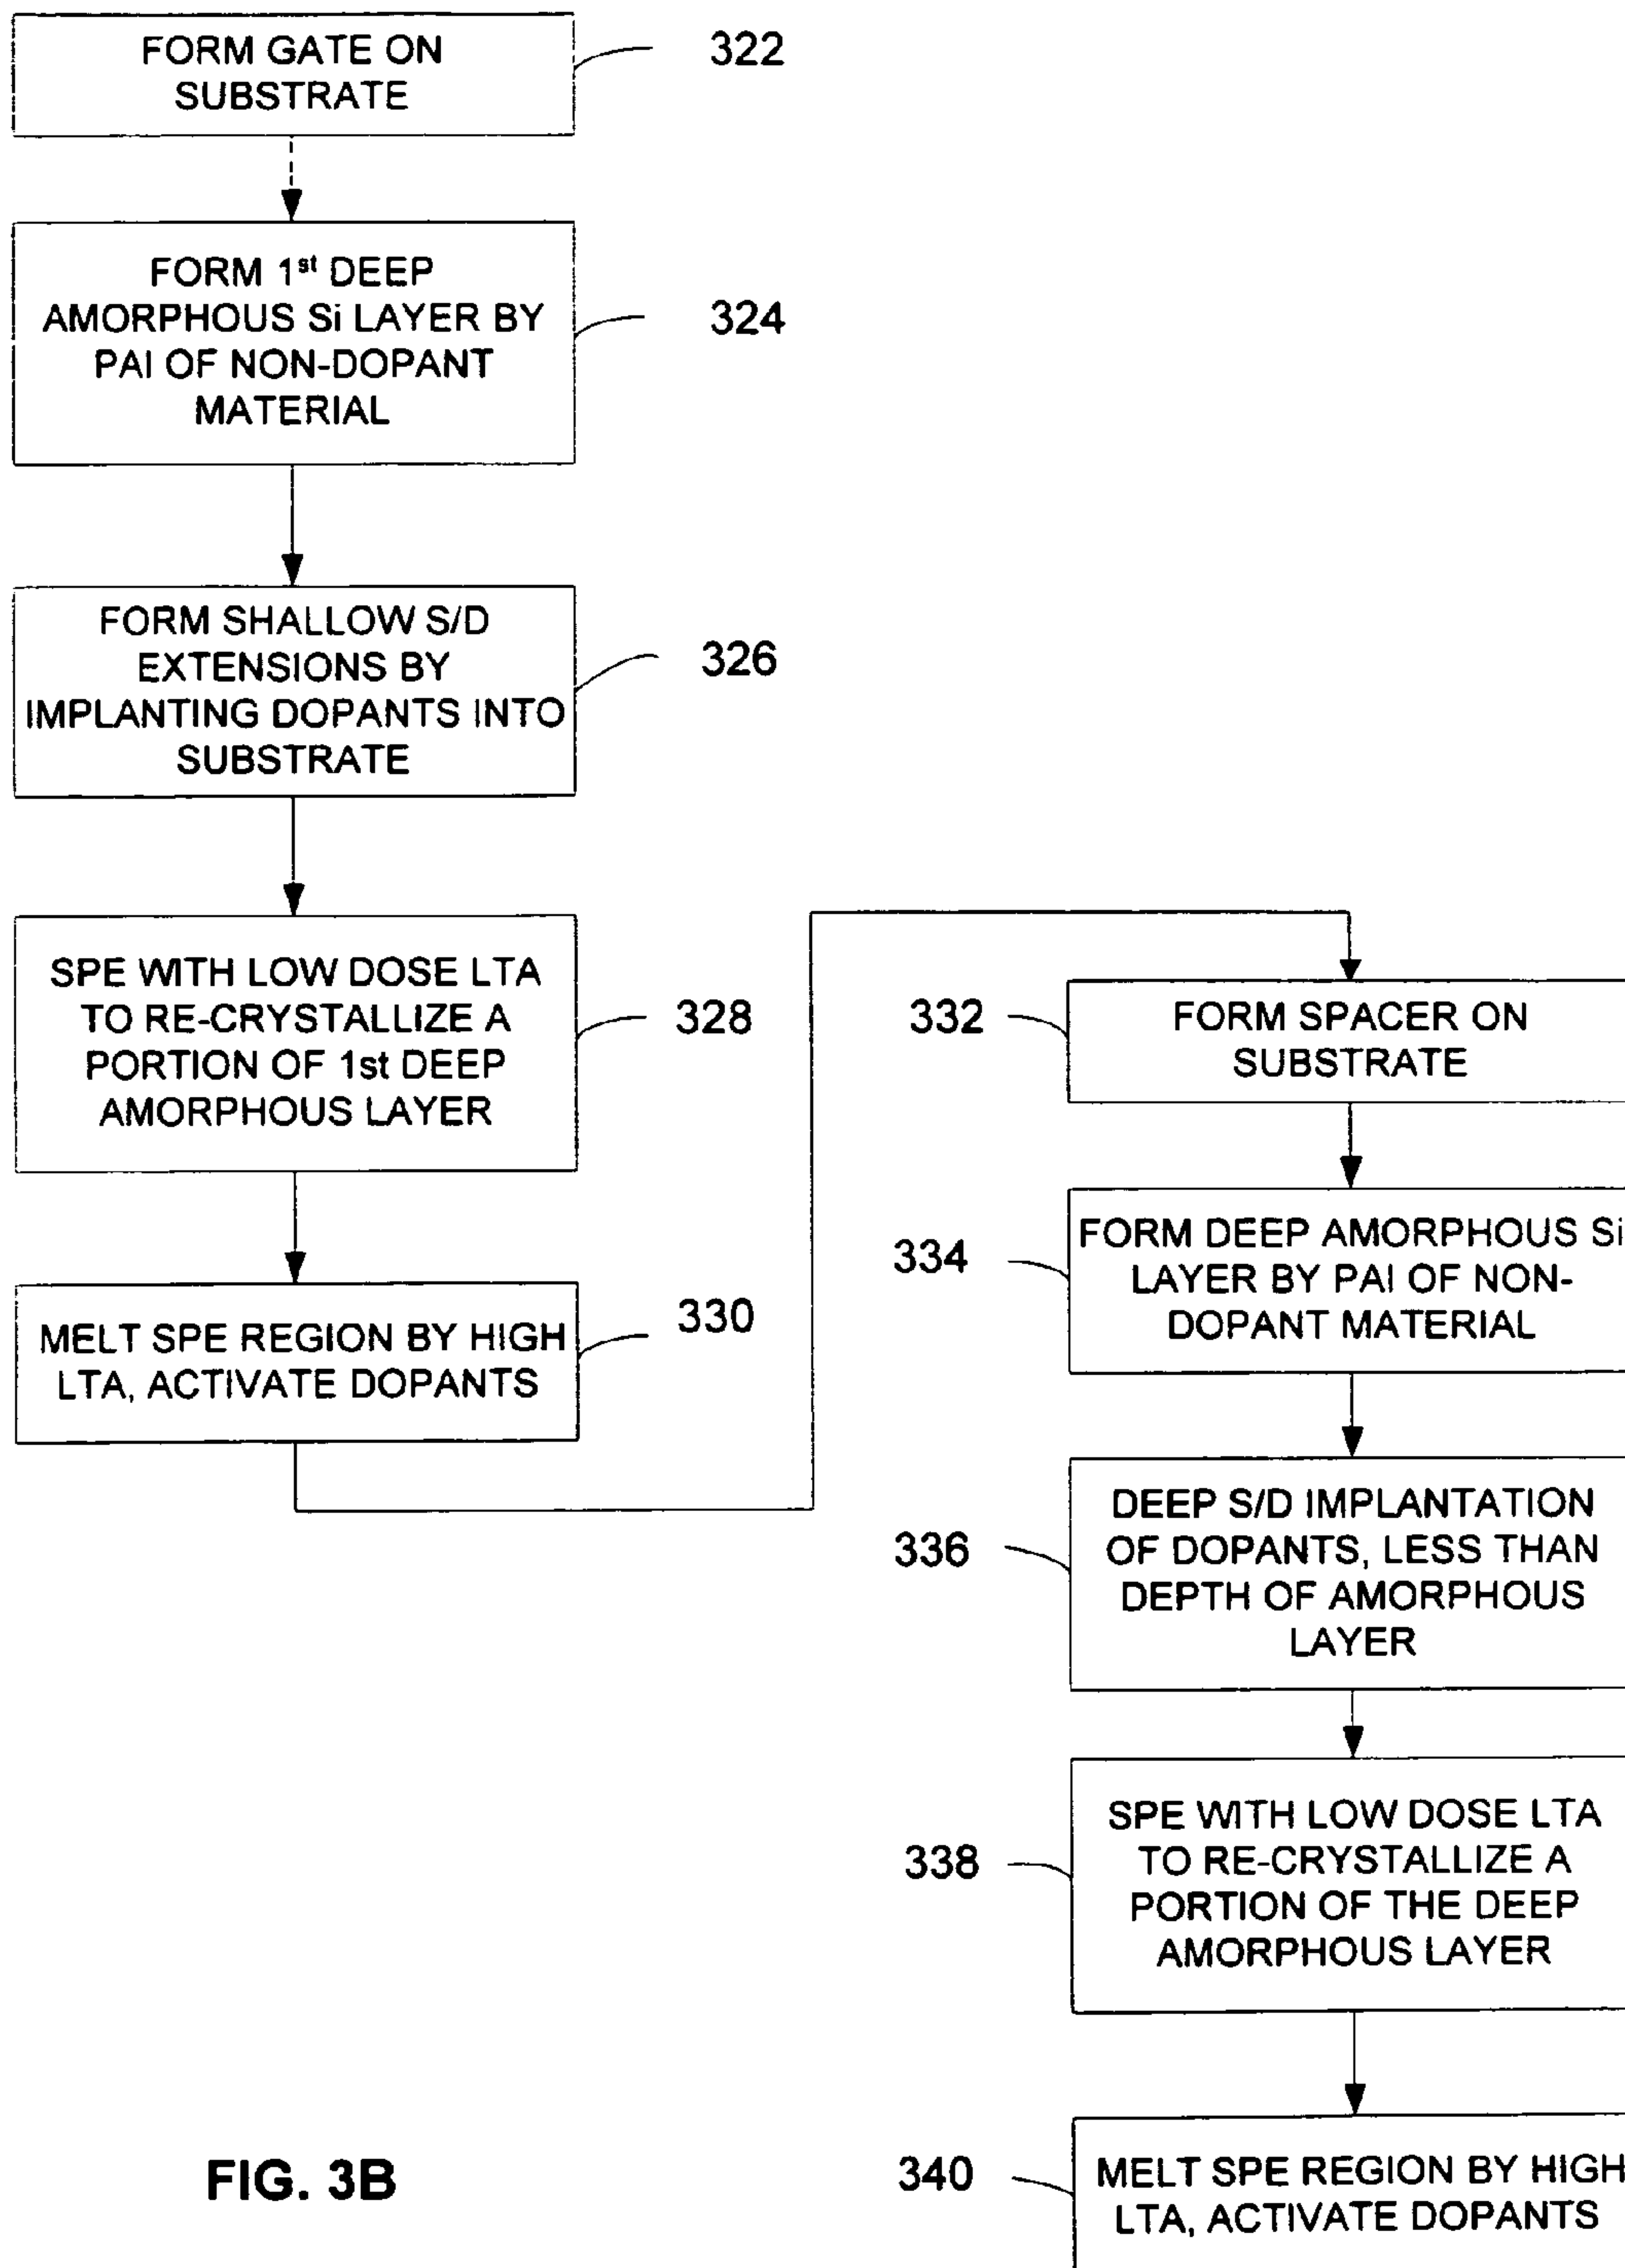 FORM GATE ON
SUBSTRATE
322
FORM 1st DEEP
AMORPHOUS Si LAYER BY
PAI OF NON-DOPANT
MATERIAL
324
FORM SHALLOW S/D
EXTENSIONS BY
IMPLANTING DOPANTS INTO
SUBSTRATE
326
SPE WITH LOW DOSE LTA
TO RE-CRYSTALLIZE A
PORTION OF 1st DEEP
AMORPHOUS LAYER
328
MELT SPE REGION BY HIGH
LTA, ACTIVATE DOPANTS
330
332
FORM SPACER ON
SUBSTRATE
334
FORM DEEP AMORPHOUS Si
LAYER BY PAI OF NON-
DOPANT MATERIAL
336
DEEP S/D IMPLANTATION
OF DOPANTS, LESS THAN
DEPTH OF AMORPHOUS
LAYER
338
SPE WITH LOW DOSE LTA
TO RE-CRYSTALLIZE A
PORTION OF THE DEEP
AMORPHOUS LAYER
340
MELT SPE REGION BY HIGH
LTA, ACTIVATE DOPANTS
FIG. 3B